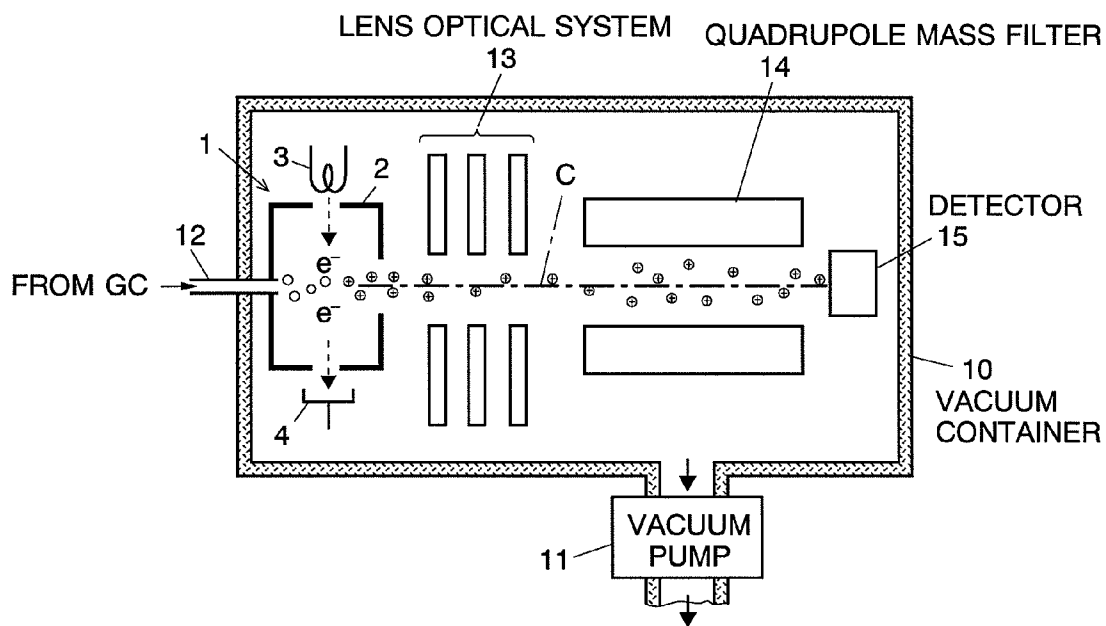 LENS OPTICAL SYSTEM
13
QUADRUPOLE MASS FILTER
14
1
3
2
C
DETECTOR
15
12
FROM GC
e⁻
e⁻
4
10
VACUUM
CONTAINER
11
VACUUM
PUMP